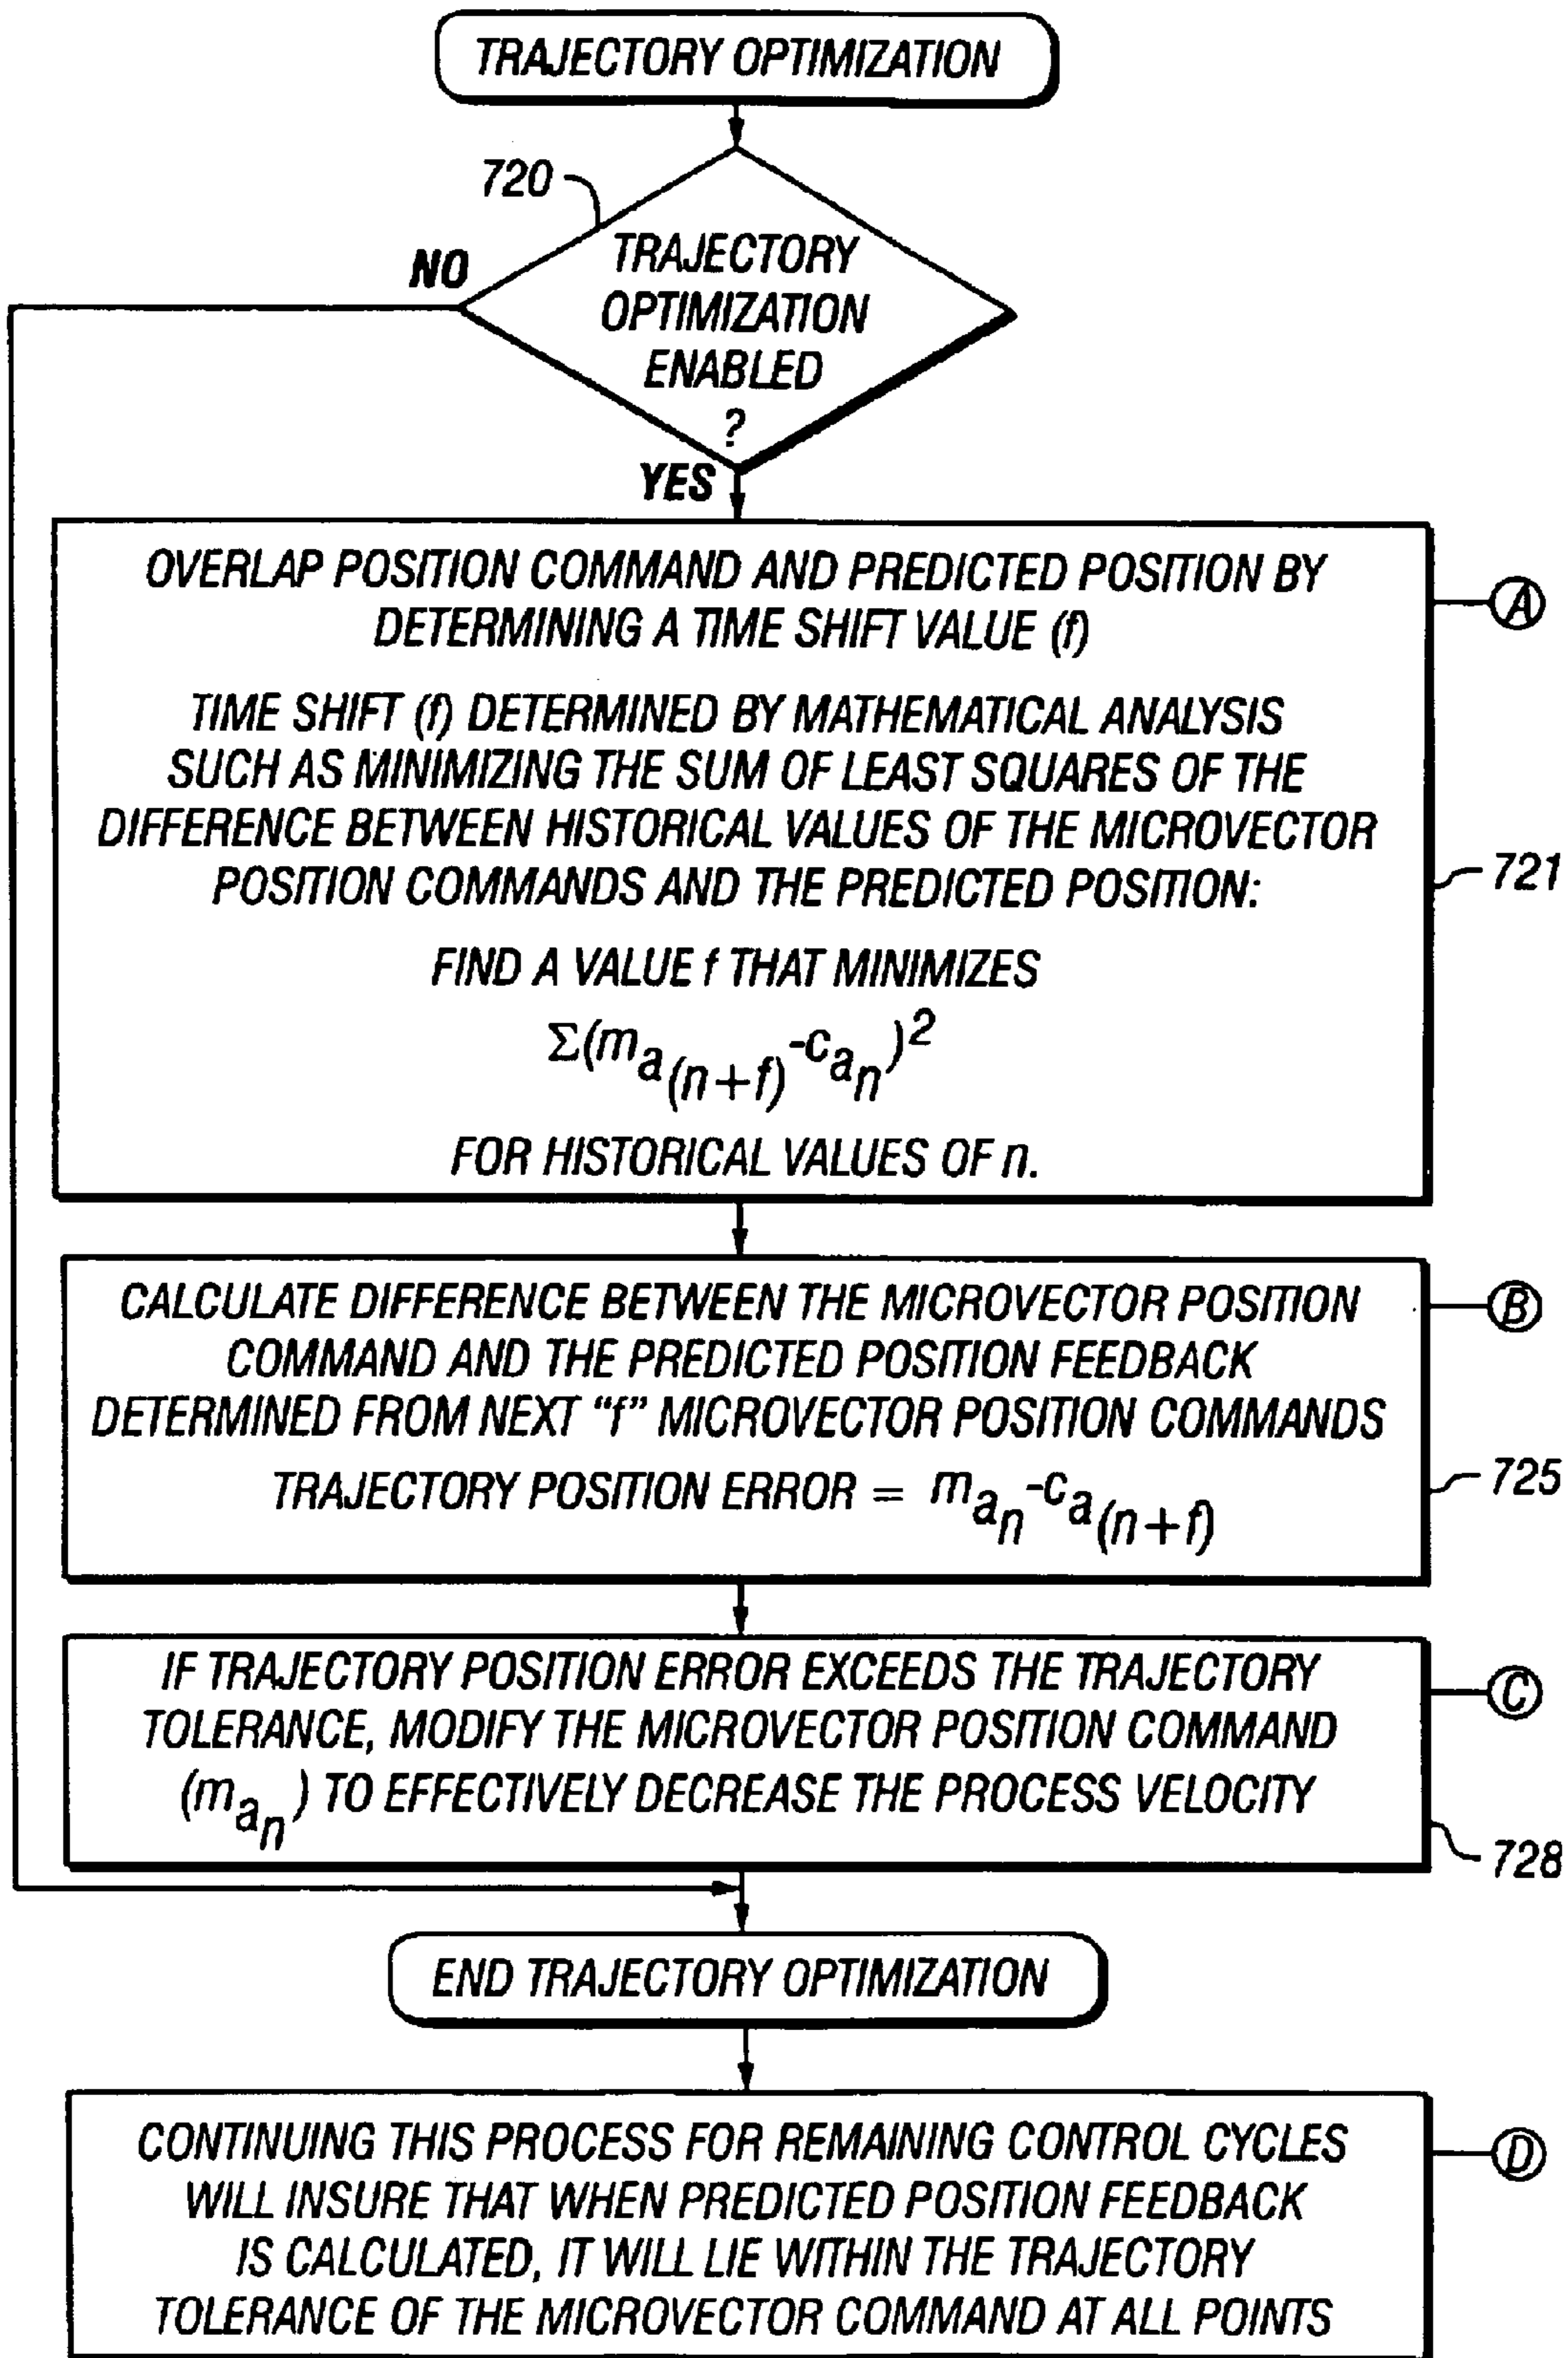 TRAJECTORY OPTIMIZATION
720
NO
TRAJECTORY
OPTIMIZATION
ENABLED
?
YES
OVERLAP POSITION COMMAND AND PREDICTED POSITION BY
DETERMINING A TIME SHIFT VALUE (f)
A
TIME SHIFT (f) DETERMINED BY MATHEMATICAL ANALYSIS
SUCH AS MINIMIZING THE SUM OF LEAST SQUARES OF THE
DIFFERENCE BETWEEN HISTORICAL VALUES OF THE MICROVECTOR
POSITION COMMANDS AND THE PREDICTED POSITION:
721
FIND A VALUE f THAT MINIMIZES
Σ(m_a_(n+f) - c_a_n)²
FOR HISTORICAL VALUES OF n.
CALCULATE DIFFERENCE BETWEEN THE MICROVECTOR POSITION
B
COMMAND AND THE PREDICTED POSITION FEEDBACK
DETERMINED FROM NEXT "f" MICROVECTOR POSITION COMMANDS
TRAJECTORY POSITION ERROR = m_a_n - c_a_(n+f)
725
IF TRAJECTORY POSITION ERROR EXCEEDS THE TRAJECTORY
C
TOLERANCE, MODIFY THE MICROVECTOR POSITION COMMAND
(m_a_n) TO EFFECTIVELY DECREASE THE PROCESS VELOCITY
728
END TRAJECTORY OPTIMIZATION
CONTINUING THIS PROCESS FOR REMAINING CONTROL CYCLES
D
WILL INSURE THAT WHEN PREDICTED POSITION FEEDBACK
IS CALCULATED, IT WILL LIE WITHIN THE TRAJECTORY
TOLERANCE OF THE MICROVECTOR COMMAND AT ALL POINTS